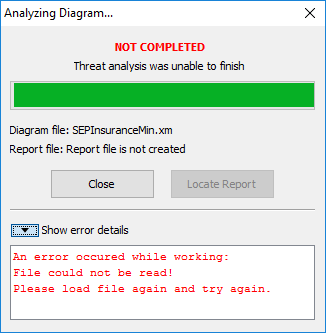 Analyzing Diagram...
NOT COMPLETED
Threat analysis was unable to finish
Diagram file: SEPInsuranceMin.xm
Report file: Report file is not created
Close
Locate Report
Show error details
An error occured while working:
File could not be read!
Please load file again and try again.